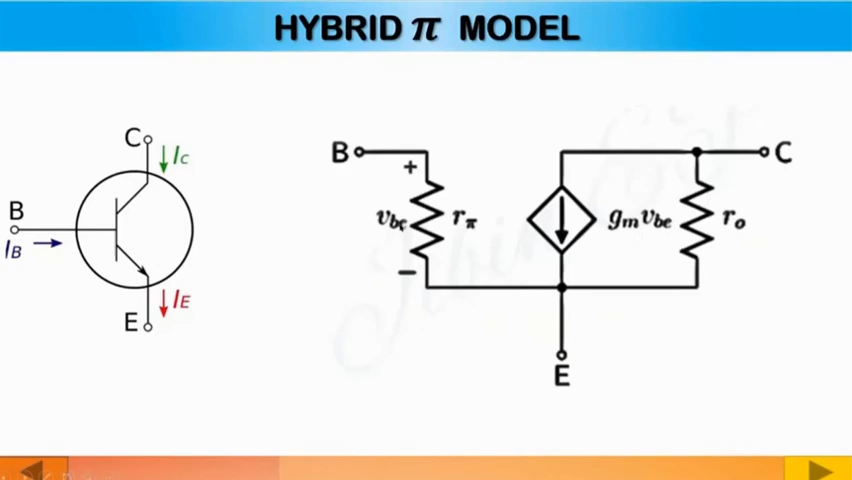 HYBRID π MODEL
C
I_C
B
I_B
E
I_E
B
+
v_be
r_π
−
g_m v_be
r_o
C
E